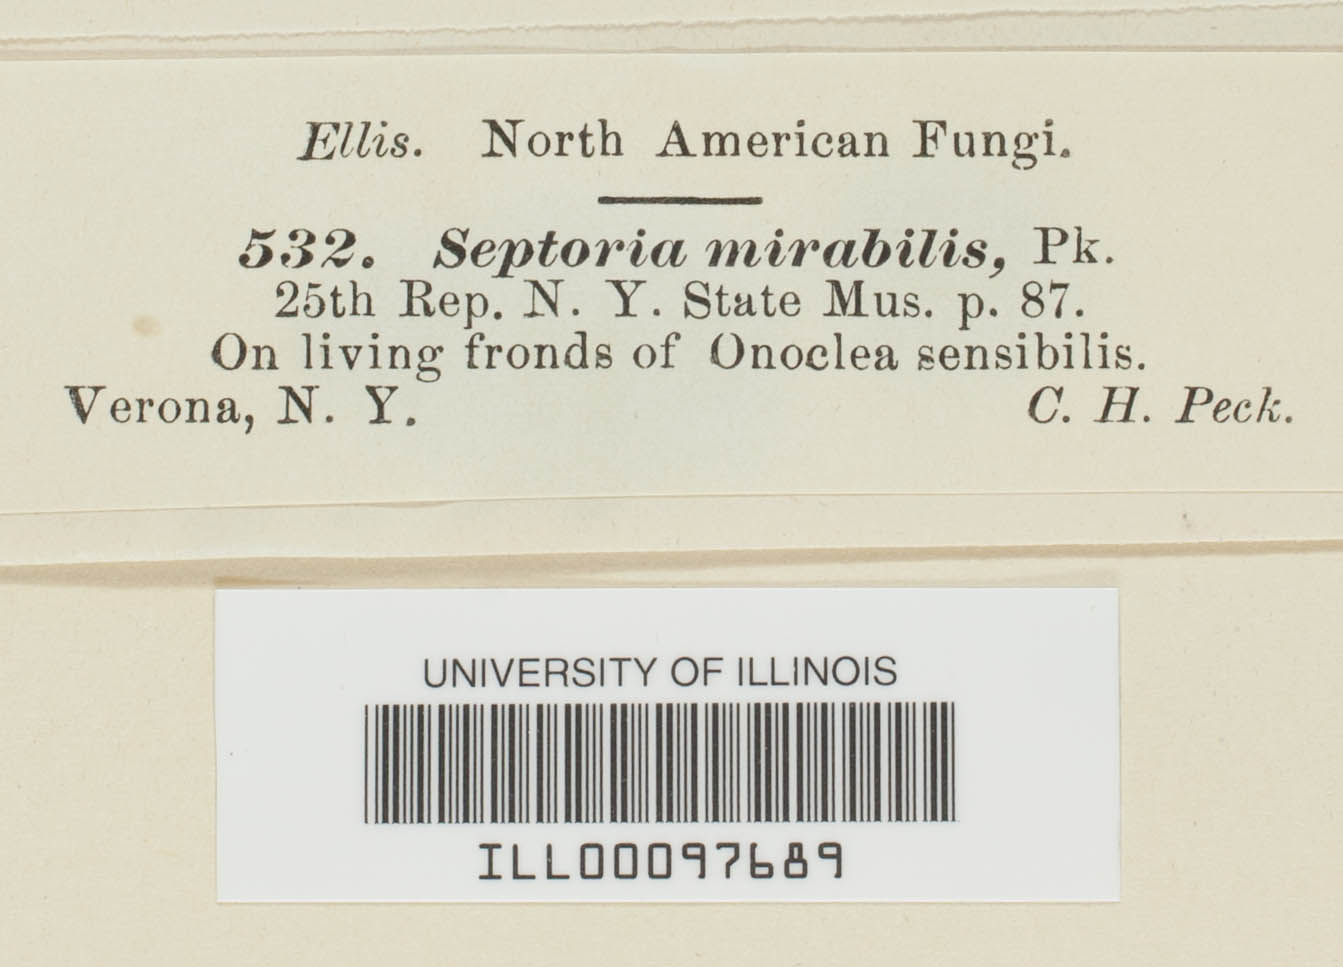 Ellis. North American Fungi.
532. Septoria mirabilis, Pk.
25th Rep. N. Y. State Mus. p. 87.
On living fronds of Onoclea sensibilis.
Verona, N. Y. C. H. Peck.
UNIVERSITY OF ILLINOIS
ILL00097689